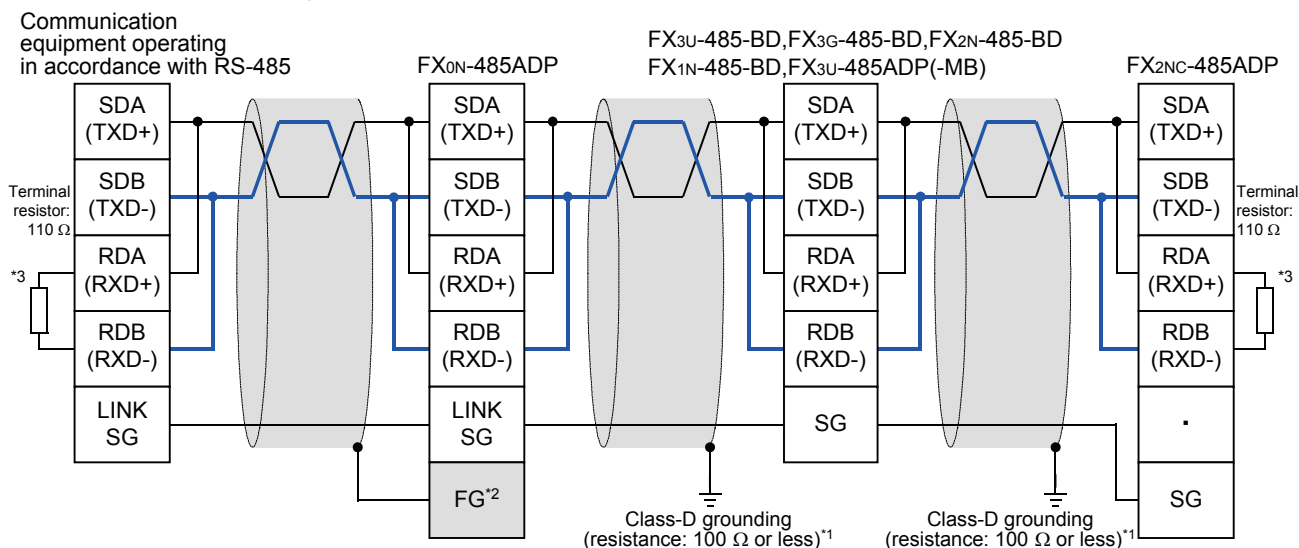 Communication
equipment operating
in accordance with RS-485
FX0N-485ADP
FX3U-485-BD,FX3G-485-BD,FX2N-485-BD
FX1N-485-BD,FX3U-485ADP(-MB)
FX2NC-485ADP
SDA
(TXD+)
SDB
(TXD-)
RDA
(RXD+)
RDB
(RXD-)
LINK
SG
Terminal
resistor:
110 Ω
*3
SDA
(TXD+)
SDB
(TXD-)
RDA
(RXD+)
RDB
(RXD-)
LINK
SG
FG*2
SDA
(TXD+)
SDB
(TXD-)
RDA
(RXD+)
RDB
(RXD-)
SG
Class-D grounding
(resistance: 100 Ω or less)*1
Class-D grounding
(resistance: 100 Ω or less)*1
SDA
(TXD+)
SDB
(TXD-)
RDA
(RXD+)
RDB
(RXD-)
.
SG
Terminal
resistor:
110 Ω
*3